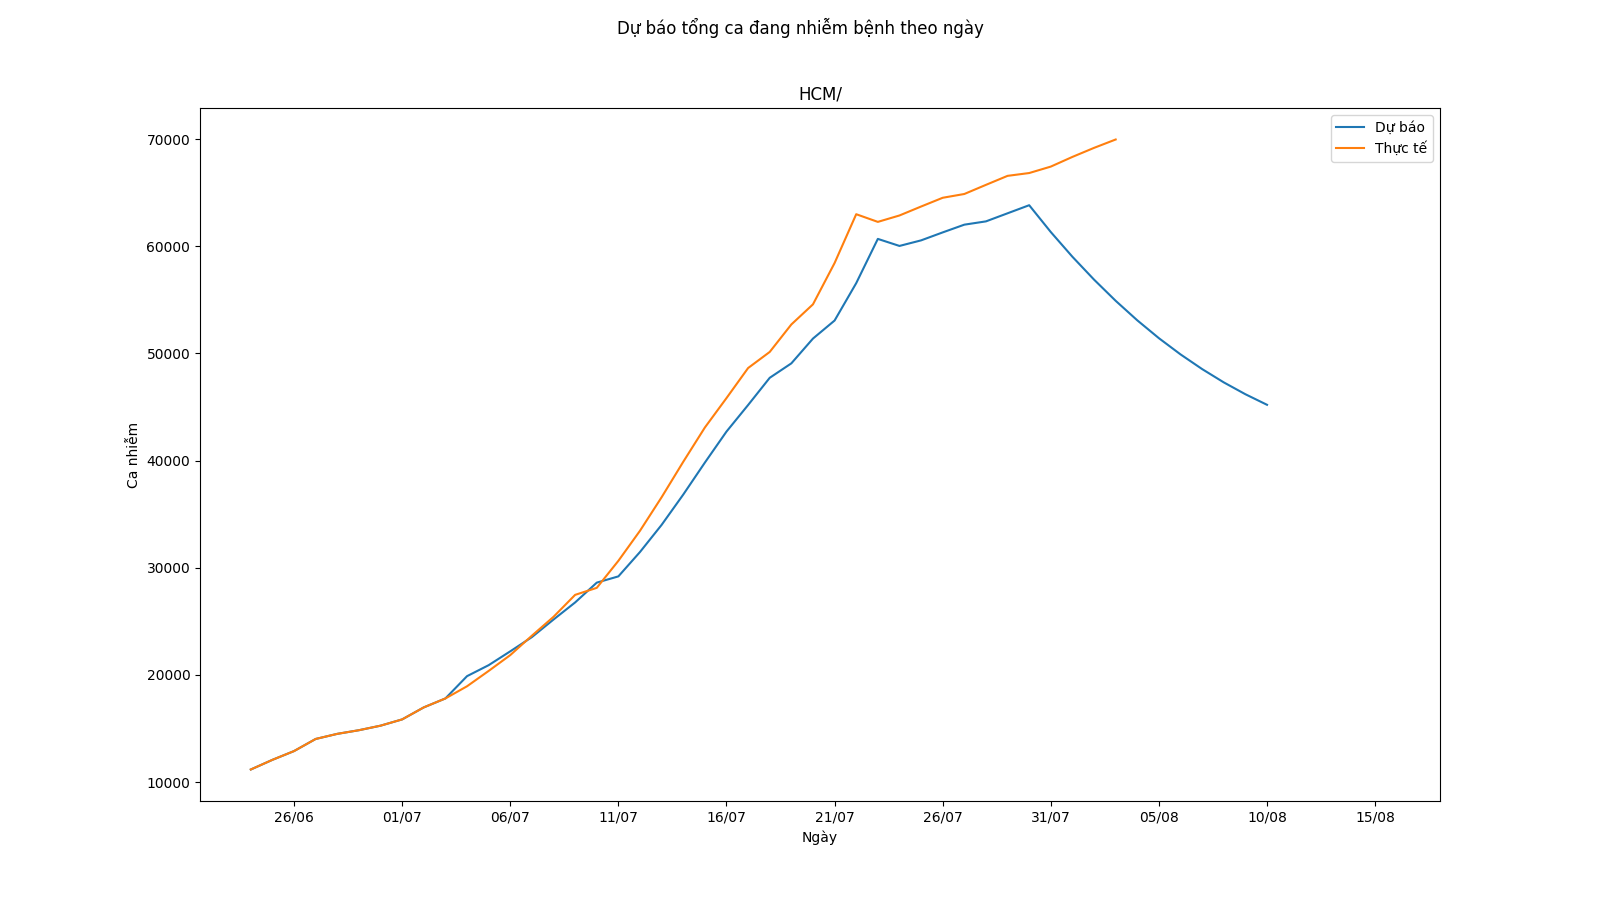 Dự báo tổng ca đang nhiễm bệnh theo ngày
HCM/
Dự báo
Thực tế
70000
60000
50000
40000
30000
20000
10000
Ca nhiễm
26/06 01/07 06/07 11/07 16/07 21/07 26/07 31/07 05/08 10/08 15/08
Ngày